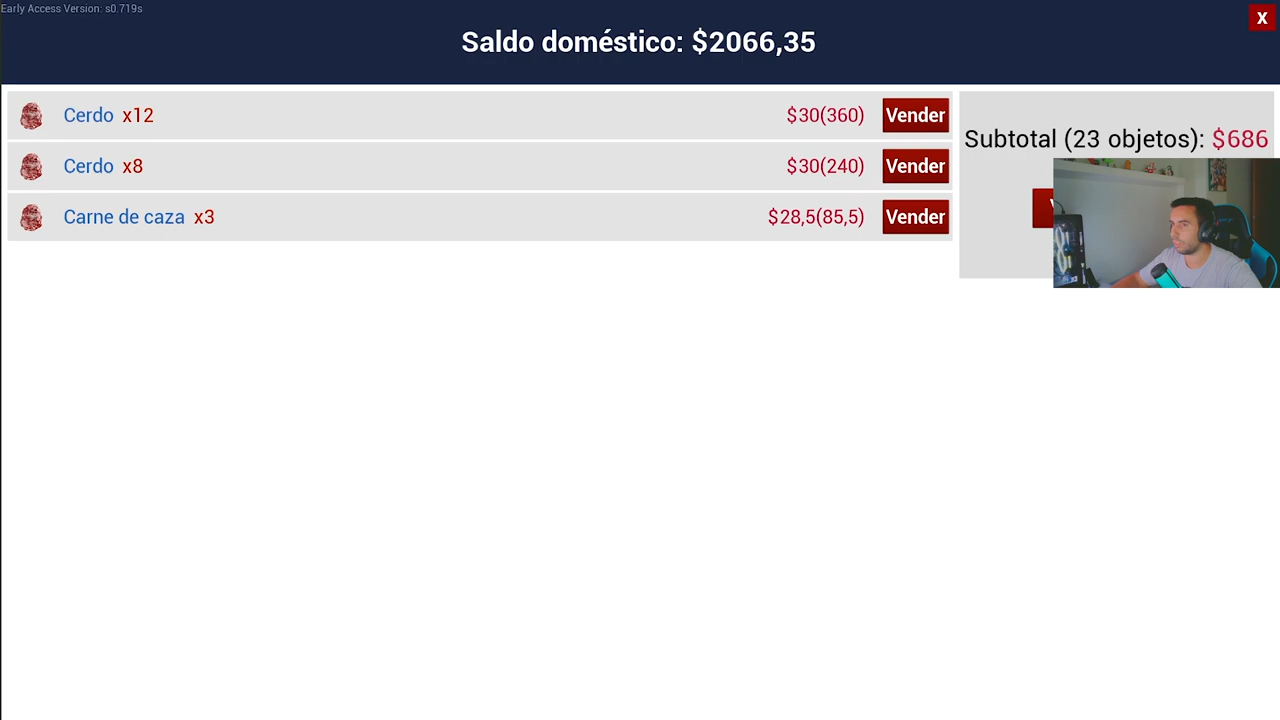 Early Access Version: s0.719s
X
Saldo doméstico: $2066,35
Cerdo x12 $30(360) Vender
Cerdo x8 $30(240) Vender
Carne de caza x3 $28,5(85,5) Vender
Subtotal (23 objetos): $686